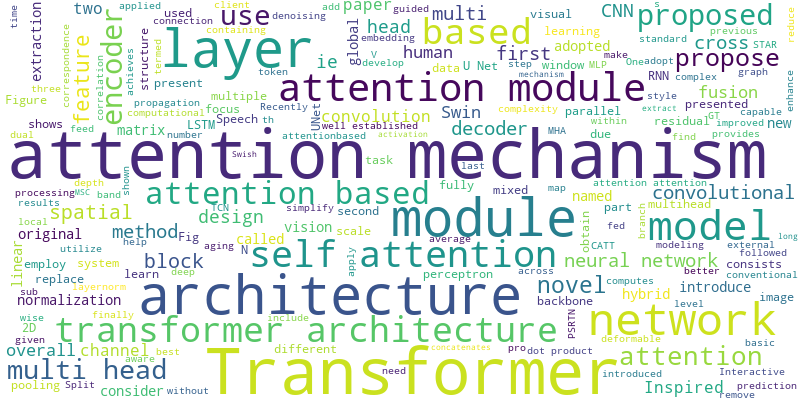 time
extraction
correspondence
two
applied
connection
used
denoising
client
containing
add
guided
embedding
paper
visual
learning
CNN
proposed
previous
standard
STAR
reduce
encoder
correlation
achieves
layer
use
based
multi
head
global
ie
human
first
adopted
cross
propose
feature
termed
structure
Figure
three
present
multiple
focus
attention module
develop
V
data
token
U Net
step
window
MLP
One
adopt
make
RNN
complex
graph
dual
shows
feed
computational
propagation
matrix
number
LSTM
Speech
th
UNet
convolution
well established
attentionbased
activation
decoder
Recently
Swin
complexity
mechanism
parallel
due
within
style
fusion
presented
residual
GT
find
capable
improved
extract
provides
new
enhance
attention mechanism
Swish
MHA
task
last
processing
MSC
results
depth
band
shown
attention based
fully
mixed
map
attention attention
named
multihead
convolutional
spatial
local
TCN
simplify
design
second
vision
scale
average
module
part
obtain
branch
fed
CATT
model
modeling
external
followed
long
original
utilize
method
help
Fig
called
aging
N
self attention
perceptron
apply
across
computes
neural network
better
consists
conventional
linear
employ
system
replace
learn
deep
block
layernorm
sub
normalization
architecture
novel
backbone
hybrid
level
introduce
image
deformable
wise
2D
given
finally
transformer architecture
include
PSRTN
network
basic
overall
channel
aware
best
different
concatenates
pro
dot product
introduced
Interactive
prediction
remove
multi head
pooling
Split
consider
without
Transformer
need
attention
Inspired
s